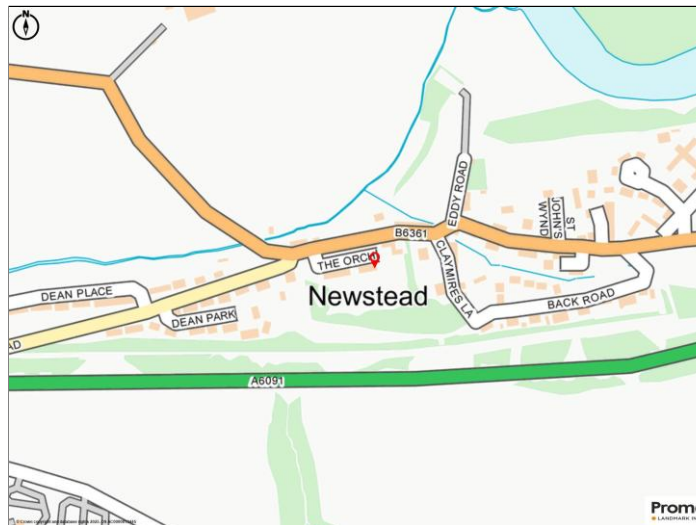 DEAN PLACE
DEAN PARK
THE ORCH
Newstead
B6361
CLAYMIRES LA
EDDY ROAD
ST
JOHN'S
WYND
BACK ROAD
AD
A6091
Prom
LANDMARK